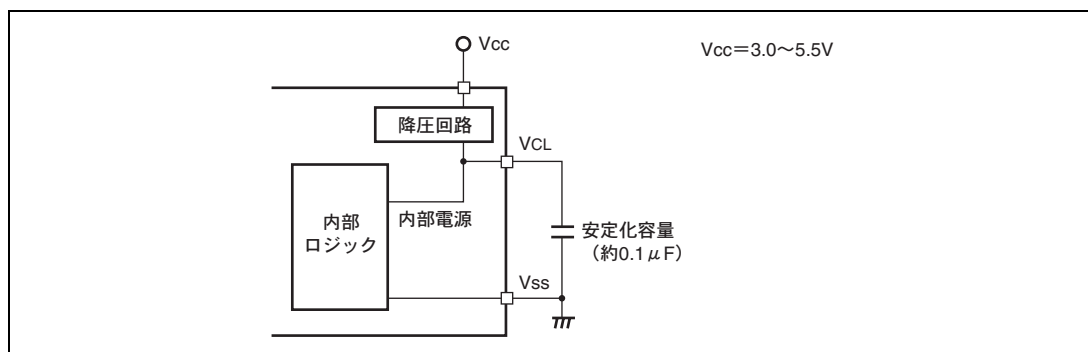 Vcc
Vcc＝3.0～5.5V
降圧回路
VCL
内部電源
内部
ロジック
安定化容量
（約0.1μF）
Vss